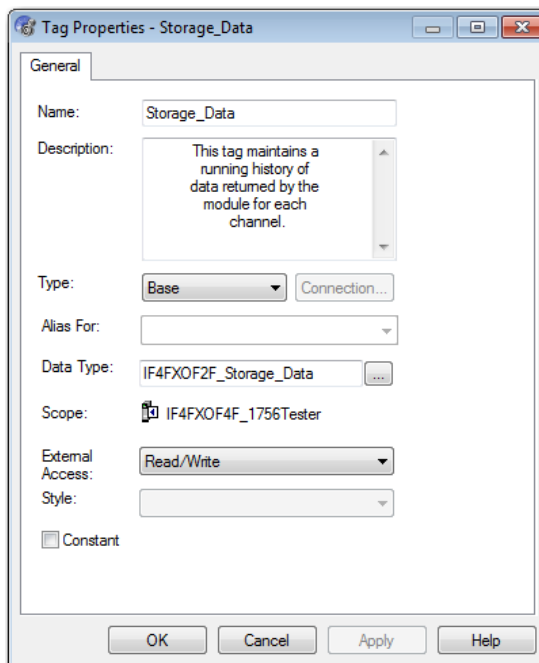 Tag Properties - Storage_Data
General
Name:
Storage_Data
Description:
This tag maintains a
running history of
data returned by the
module for each
channel.
Type:
Base
Connection...
Alias For:
Data Type:
IF4FXOF2F_Storage_Data
...
Scope:
IF4FXOF4F_1756Tester
External
Access:
Read/Write
Style:
Constant
OK
Cancel
Apply
Help